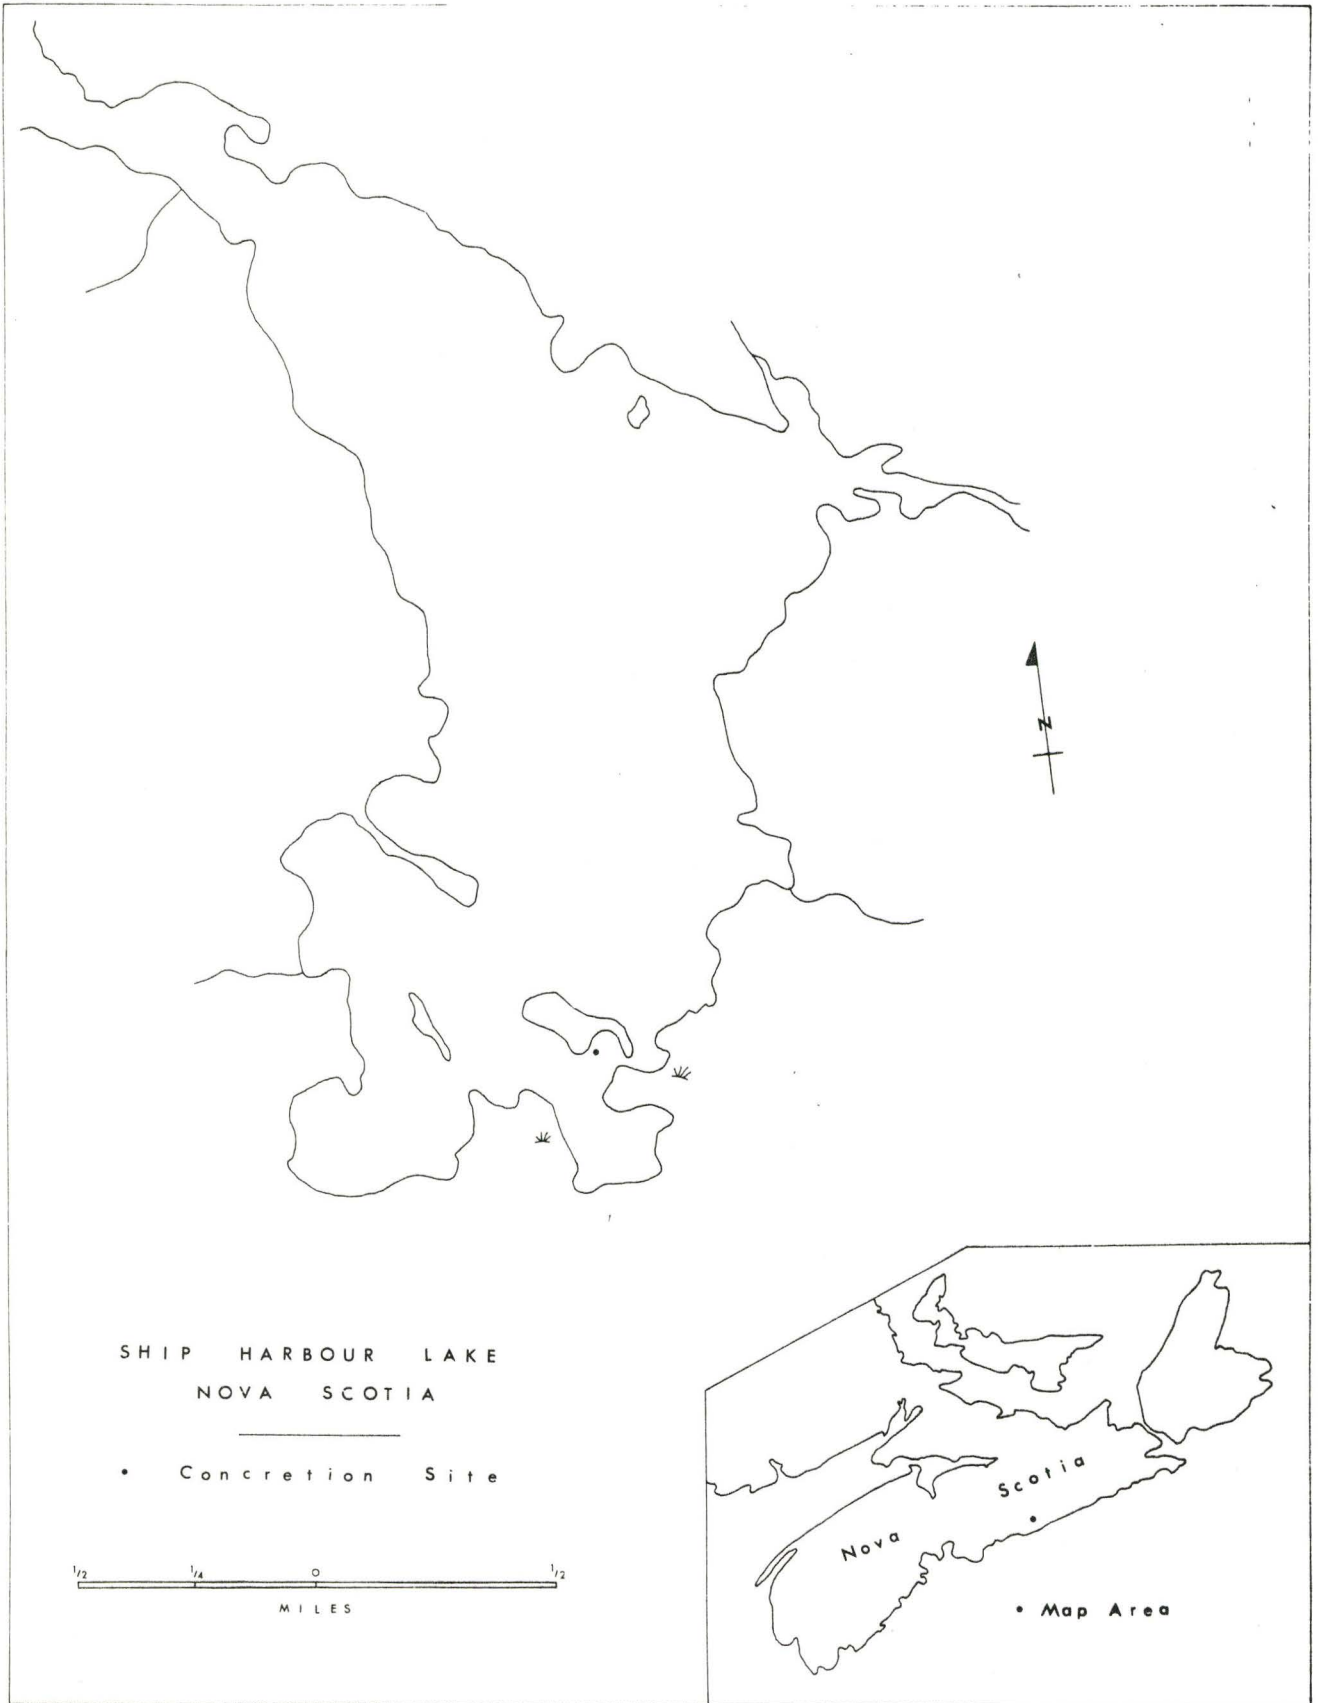 N
SHIP HARBOUR LAKE
NOVA SCOTIA
• Concretion Site
1/2 1/4 0 1/2
MILES
Nova Scotia
• Map Area